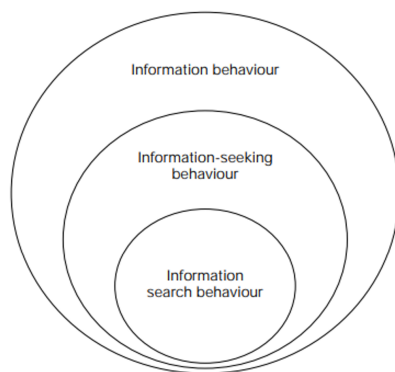 Information behaviour
Information-seeking
behaviour
Information
search behaviour